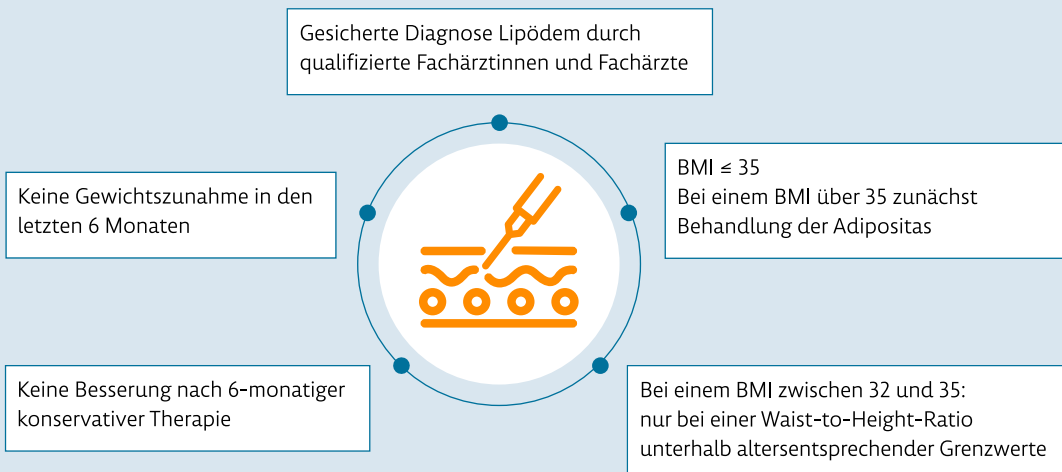 Gesicherte Diagnose Lipödem durch
qualifizierte Fachärztinnen und Fachärzte
Keine Gewichtszunahme in den
letzten 6 Monaten
BMI ≤ 35
Bei einem BMI über 35 zunächst
Behandlung der Adipositas
Keine Besserung nach 6-monatiger
konservativer Therapie
Bei einem BMI zwischen 32 und 35:
nur bei einer Waist-to-Height-Ratio
unterhalb altersentsprechender Grenzwerte